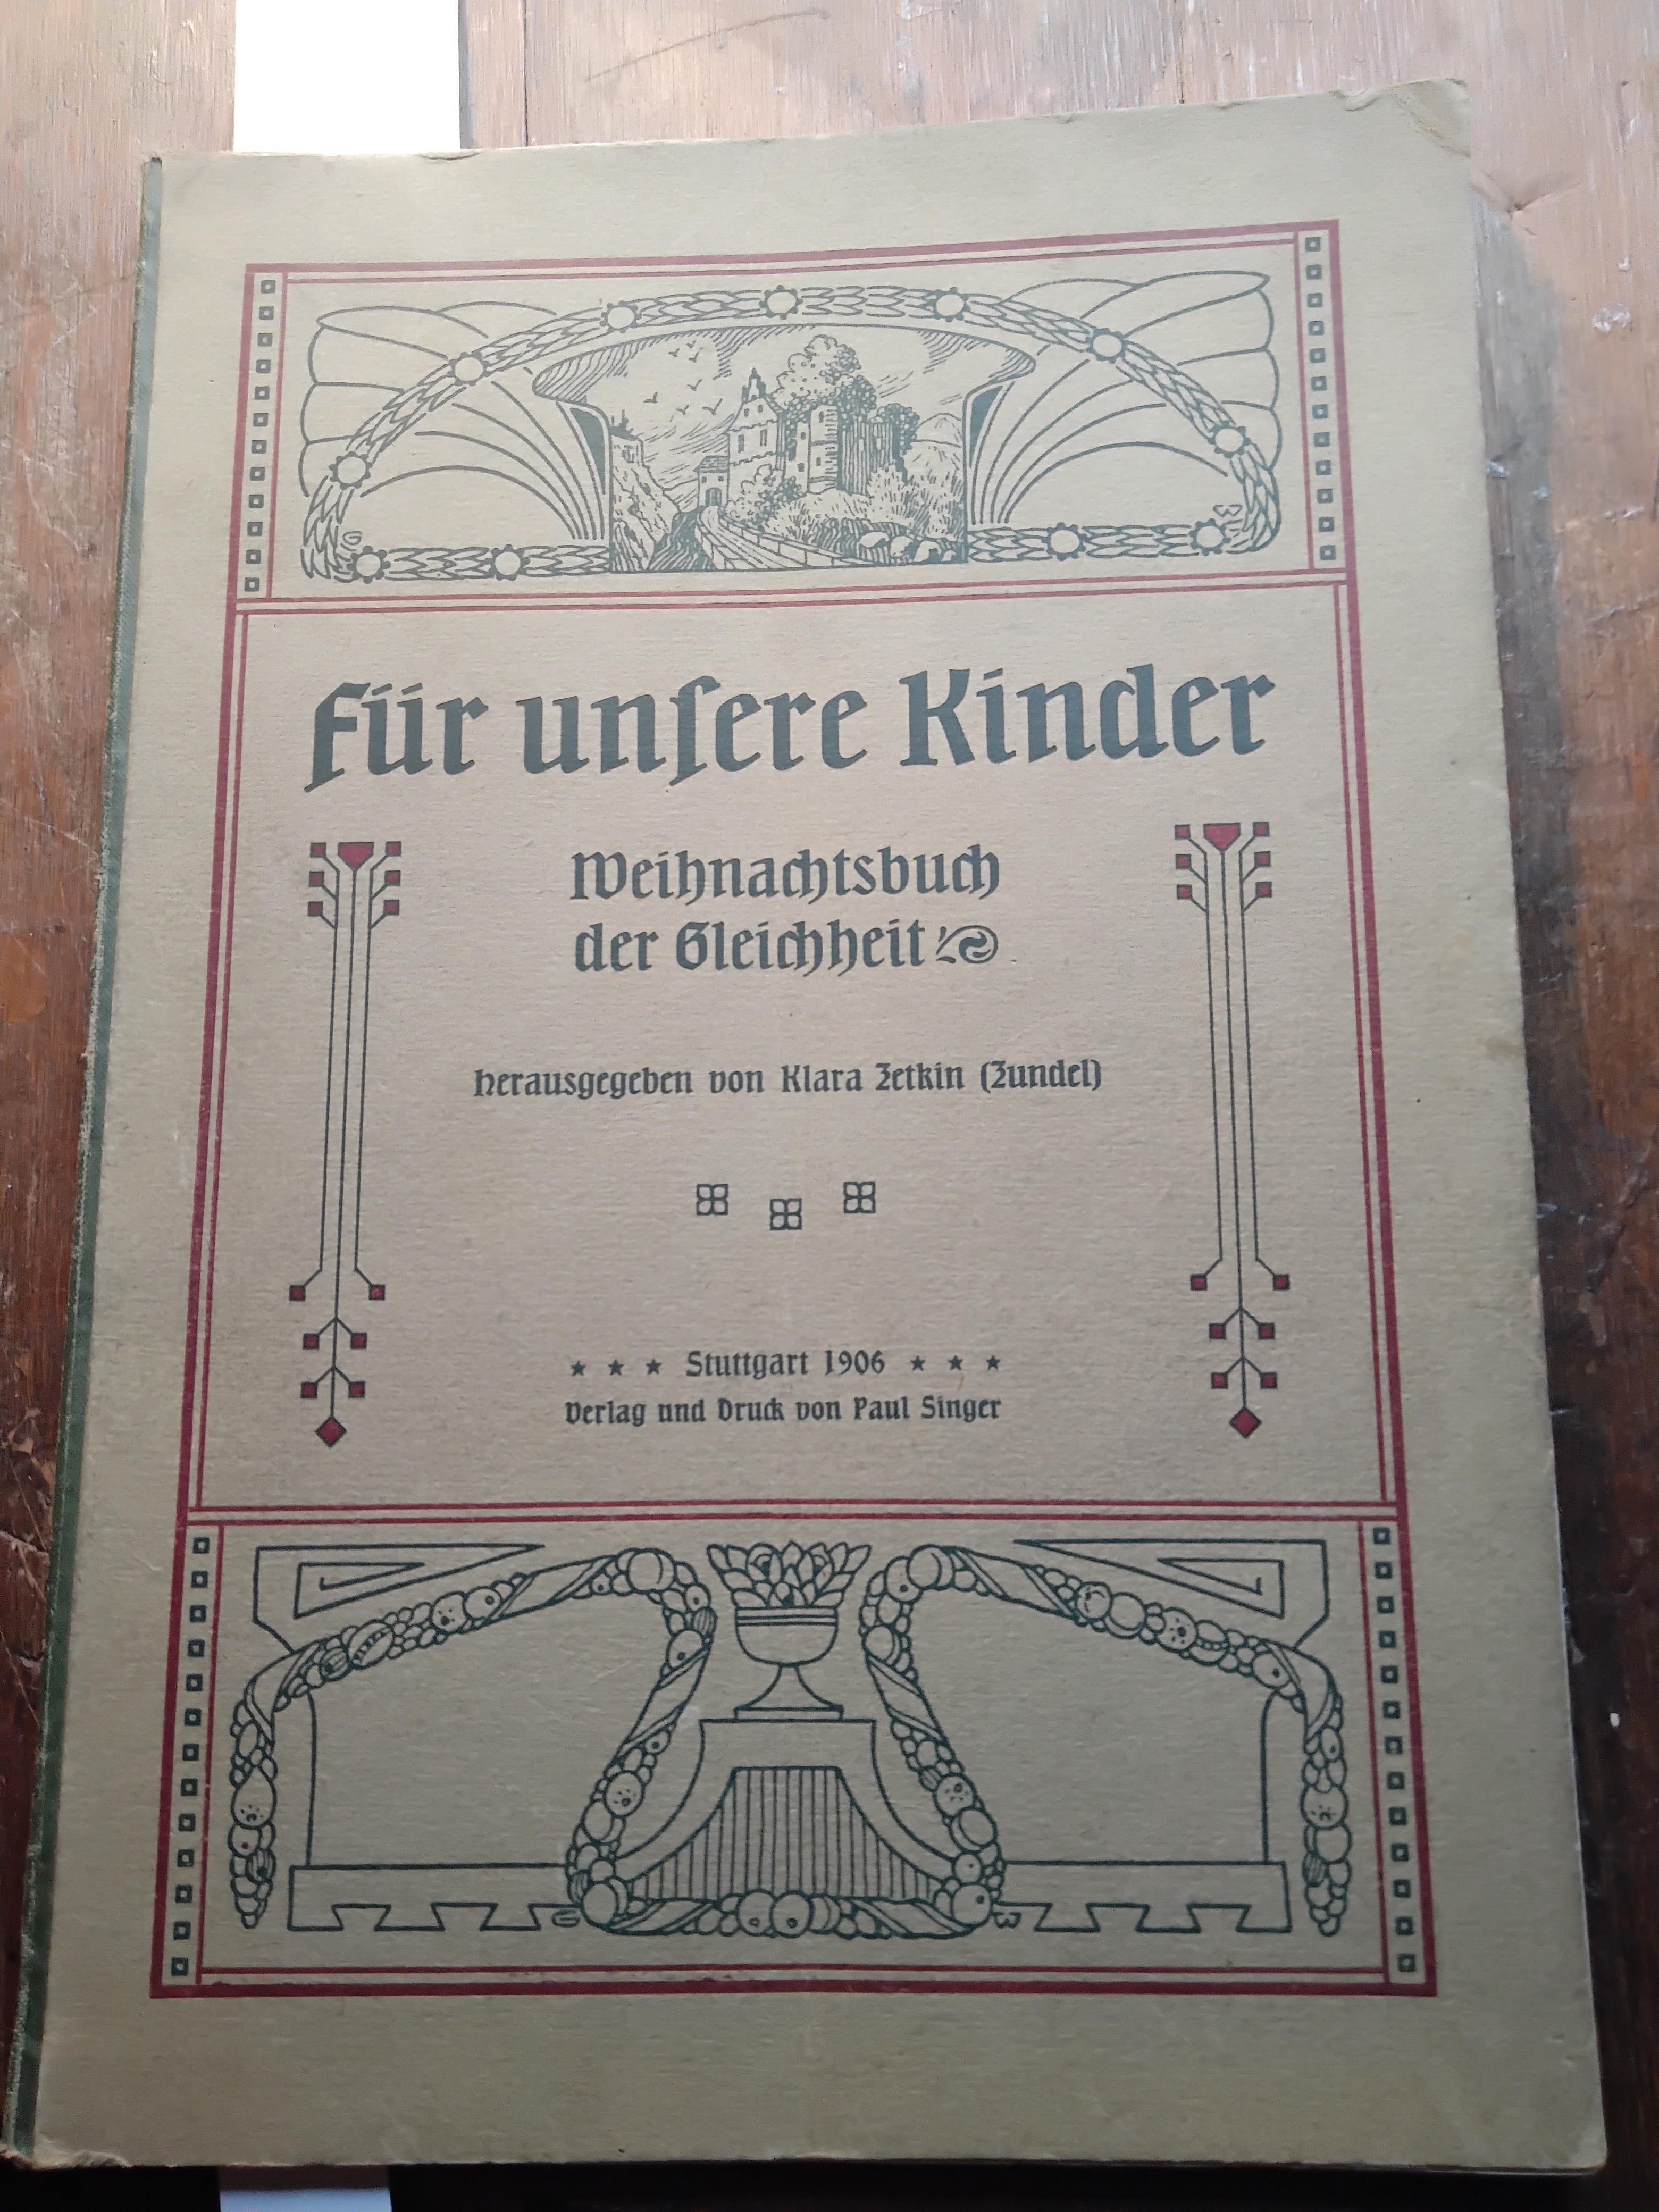 Für unsere Kinder
Weihnachtsbuch
der Gleichheit
Herausgegeben von Klara Zetkin (Zundel)
* * * Stuttgart 1906 * * *
Verlag und Druck von Paul Singer
G W
G W